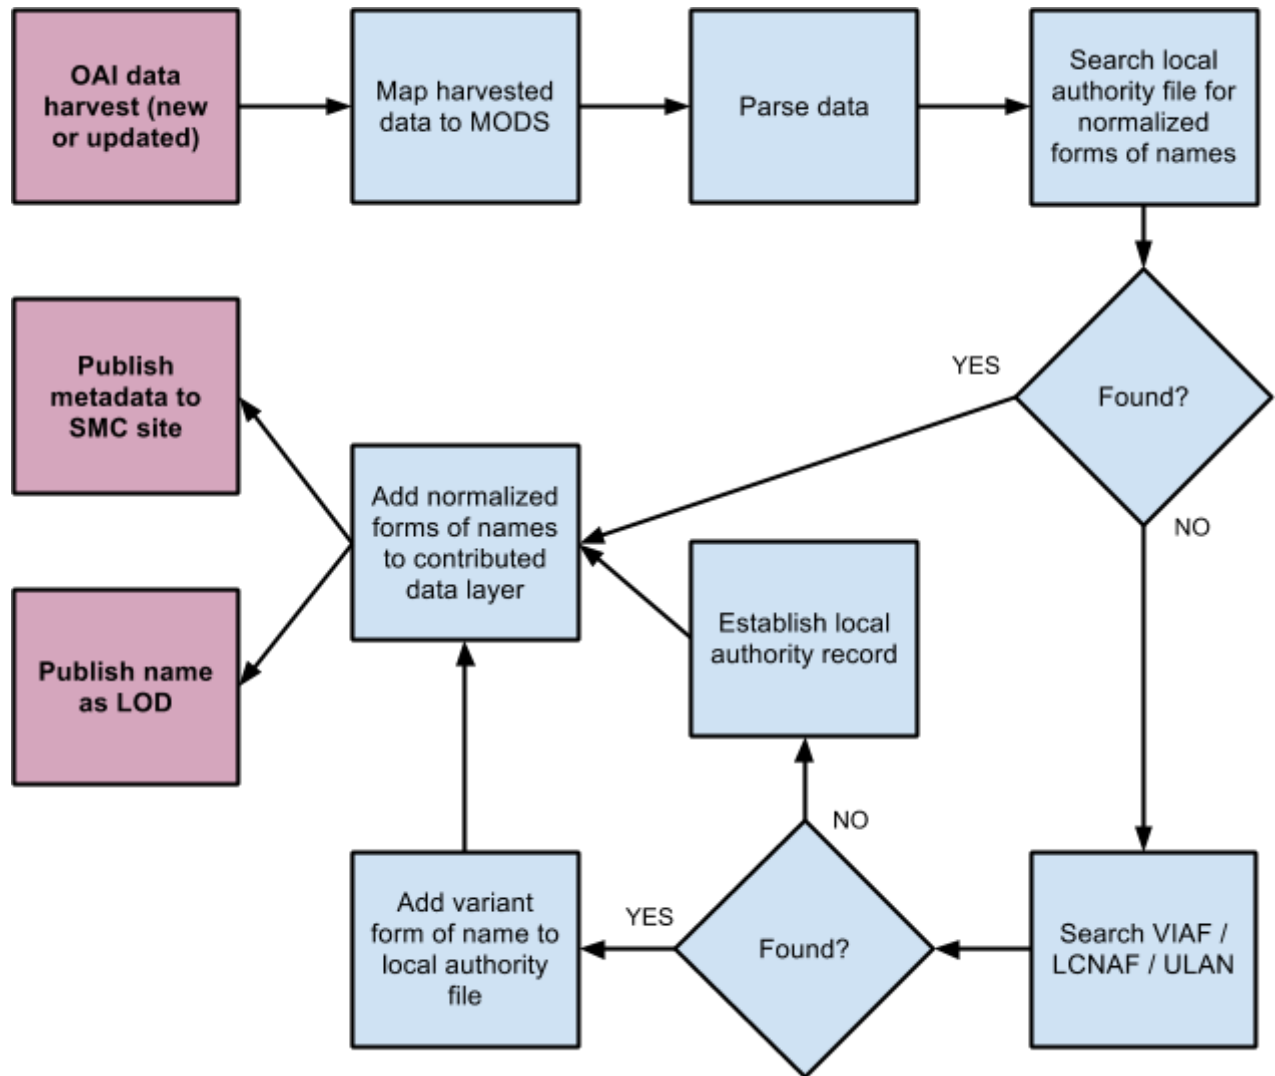 OAI data
harvest (new
or updated)
Map harvested
data to MODS
Parse data
Search local
authority file for
normalized
forms of names
Found?
YES
NO
Publish
metadata to
SMC site
Add normalized
forms of names
to contributed
data layer
Establish local
authority record
Publish name
as LOD
NO
YES
Add variant
form of name to
local authority
file
Found?
Search VIAF /
LCNAF / ULAN